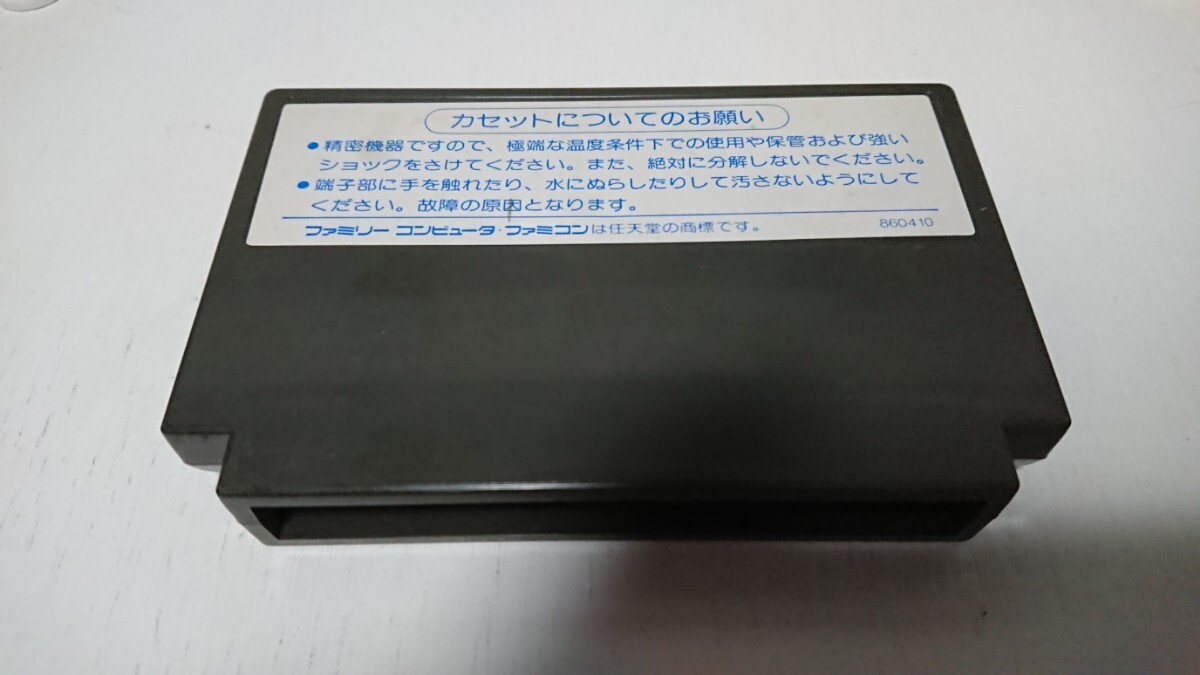 カセットについてのお願い
●精密機器ですので、極端な温度条件下での使用や保管および強い
ショックをさけてください。また、絶対に分解しないでください。
●端子部に手を触れたり、水にぬらしたりして汚さないようにして
ください。故障の原因となります。
ファミリー コンピュータ・ファミコンは任天堂の商標です。 860410